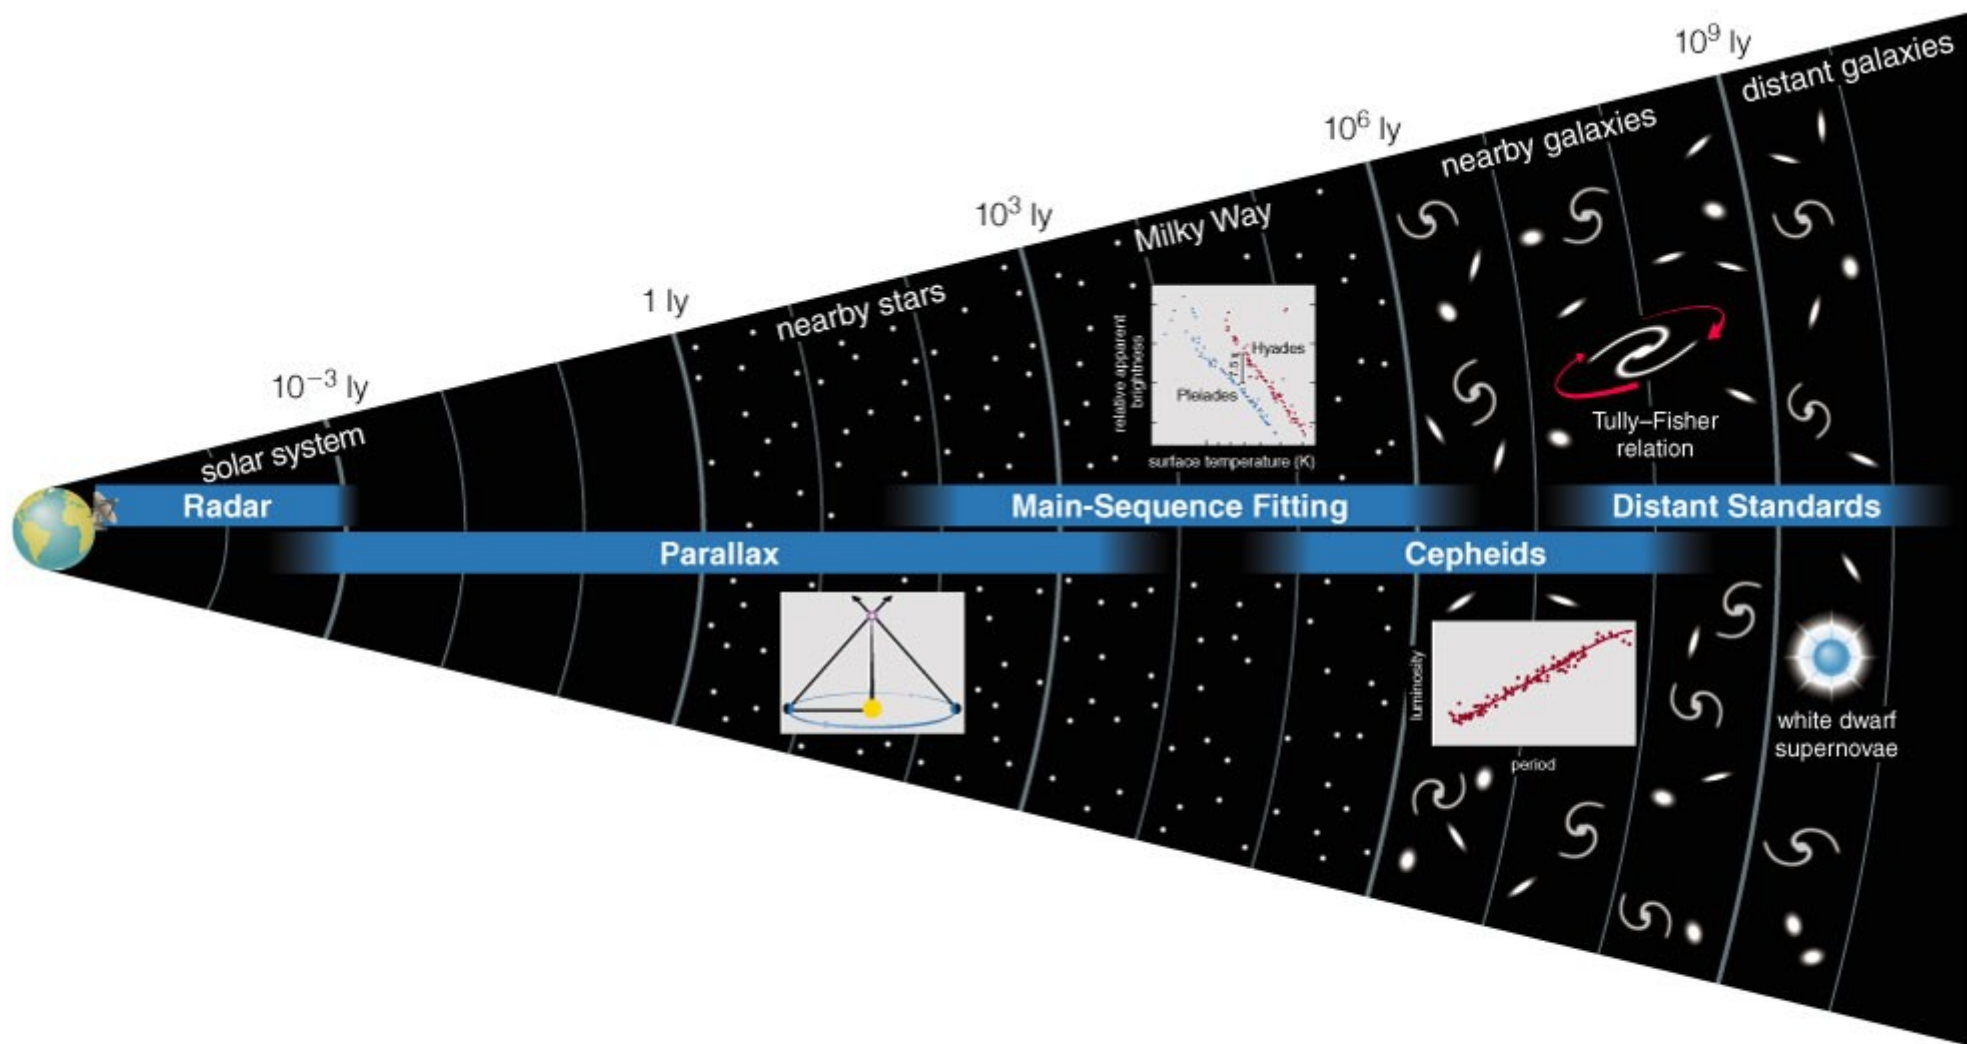 10⁻³ ly
1 ly
10³ ly
10⁶ ly
10⁹ ly
solar system
nearby stars
Milky Way
nearby galaxies
distant galaxies
relative apparent
brightness
Hyades
7.5 x
Pleiades
surface temperature (K)
Tully–Fisher
relation
Radar
Main-Sequence Fitting
Distant Standards
Parallax
Cepheids
luminosity
period
white dwarf
supernovae